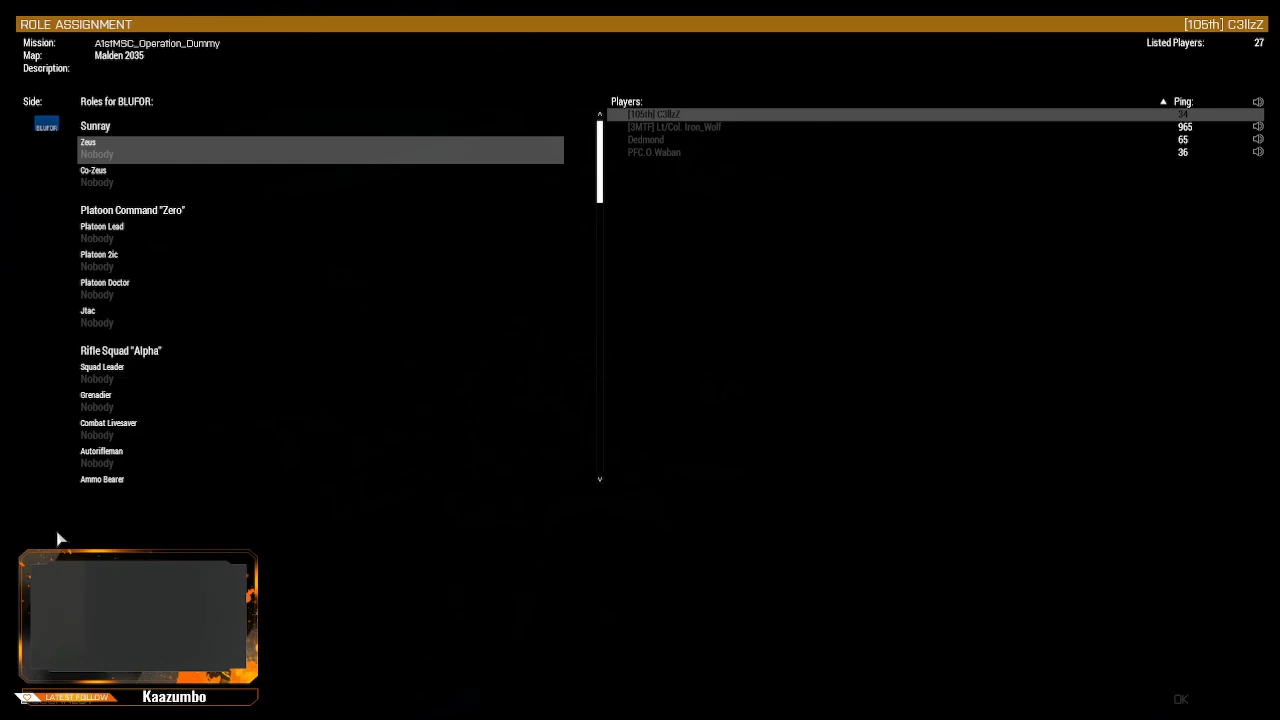 ROLE ASSIGNMENT
[105th] C3llzZ
Mission: A1stMSC_Operation_Dummy
Listed Players: 27
Map: Malden 2035
Description:
Side:
Roles for BLUFOR:
Players:
Ping:
BLUFOR
Sunray
Zeus
Nobody
Co-Zeus
Nobody
Platoon Command "Zero"
Platoon Lead
Nobody
Platoon 2ic
Nobody
Platoon Doctor
Nobody
Jtac
Nobody
Rifle Squad "Alpha"
Squad Leader
Nobody
Grenadier
Nobody
Combat Livesaver
Nobody
Autorifleman
Nobody
Ammo Bearer
[105th] C3llzZ 34
[3MTF] Lt/Col. Iron_Wolf 965
Dedmond 65
PFC.O.Waban 36
LATEST FOLLOW
Kaazumbo
OK